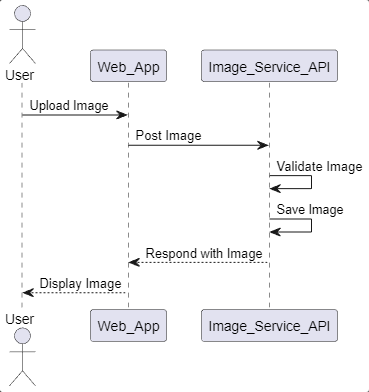 User
Web_App
Image_Service_API
Upload Image
Post Image
Validate Image
Save Image
Respond with Image
Display Image
User
Web_App
Image_Service_API